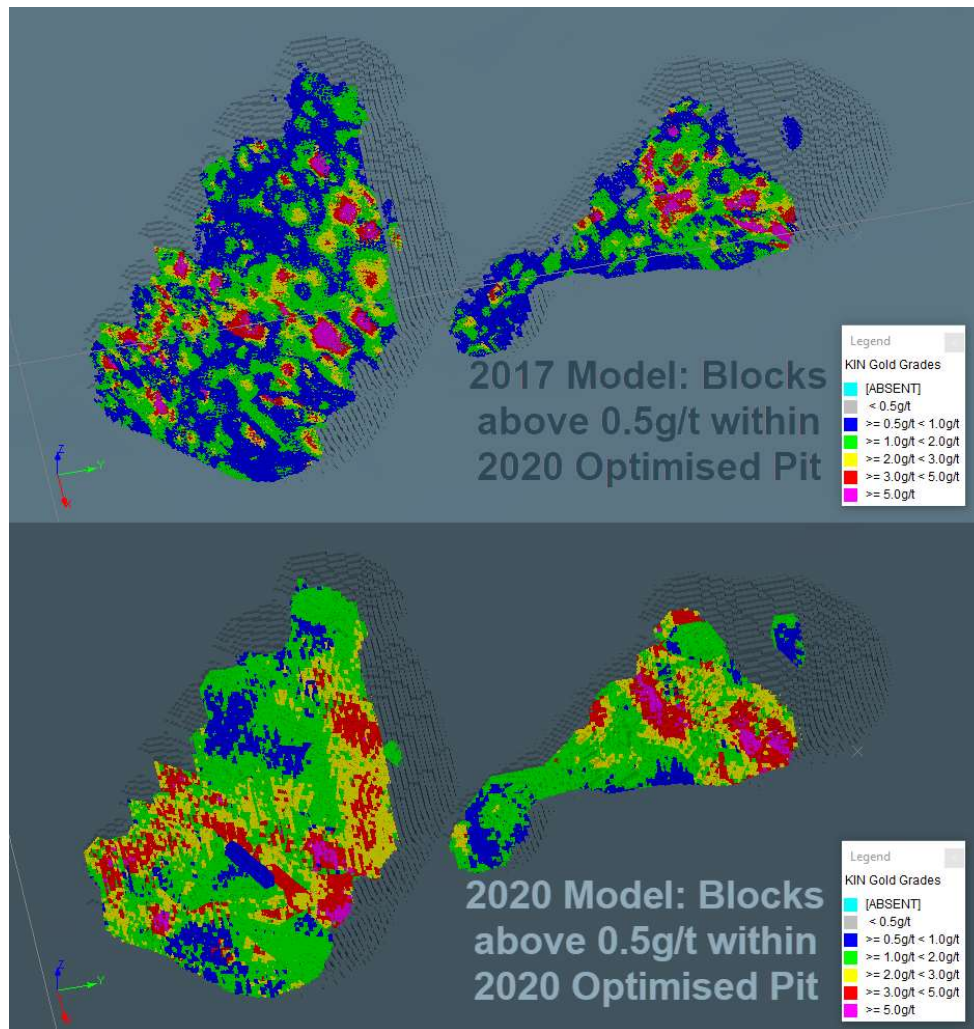 2017 Model: Blocks
above 0.5g/t within
2020 Optimised Pit
Legend
KIN Gold Grades
[ABSENT]
< 0.5g/t
>= 0.5g/t < 1.0g/t
>= 1.0g/t < 2.0g/t
>= 2.0g/t < 3.0g/t
>= 3.0g/t < 5.0g/t
>= 5.0g/t
Z
Y
X
2020 Model: Blocks
above 0.5g/t within
2020 Optimised Pit
Legend
KIN Gold Grades
[ABSENT]
< 0.5g/t
>= 0.5g/t < 1.0g/t
>= 1.0g/t < 2.0g/t
>= 2.0g/t < 3.0g/t
>= 3.0g/t < 5.0g/t
>= 5.0g/t
Z
Y
X